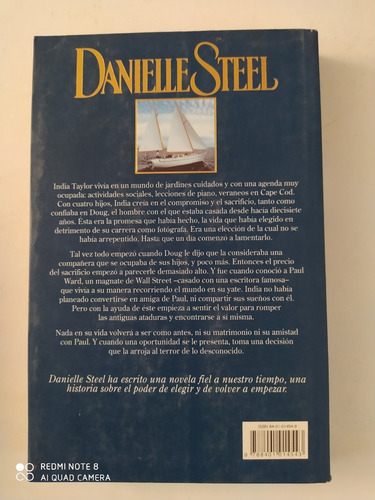 DANIELLE STEEL
India Taylor vivía en un mundo de jardines cuidados y con una agenda muy
ocupada: actividades sociales, lecciones de piano, veraneos en Cape Cod.
Con cuatro hijos, India creía en el compromiso y el sacrificio, tanto como
confiaba en Doug, el hombre con el que estaba casada desde hacía diecisiete
años. Ésta era la promesa que había hecho, la vida que había elegido en
detrimento de su carrera como fotógrafa. Era una elección de la cual no se
había arrepentido. Hasta que un día comenzó a lamentarlo.
Tal vez todo empezó cuando Doug le dijo que la consideraba una
compañera que se ocupaba de sus hijos, y poco más. Entonces el precio
del sacrificio empezó a parecerle demasiado alto. Y fue cuando conoció a Paul
Ward, un magnate de Wall Street –casado con una escritora famosa–
que vivía a su manera recorriendo el mundo en su yate. India no había
planeado convertirse en amiga de Paul, ni compartir sus sueños con él.
Pero con la ayuda de éste empieza a sentir el valor para romper
las antiguas ataduras y encontrarse a sí misma.
Nada en su vida volverá a ser como antes, ni su matrimonio ni su amistad
con Paul. Y cuando una oportunidad se le presenta, toma una decisión
que la arroja al terror de lo desconocido.
Danielle Steel ha escrito una novela fiel a nuestro tiempo, una
historia sobre el poder de elegir y de volver a empezar.
ISBN 84-01-01454-3
9 788401 014543
REDMI NOTE 8
AI QUAD CAMERA